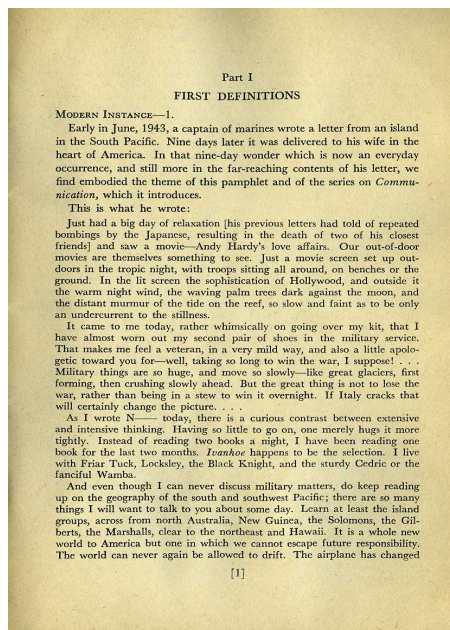 Part I
FIRST DEFINITIONS
MODERN INSTANCE—1.
Early in June, 1943, a captain of marines wrote a letter from an island
in the South Pacific. Nine days later it was delivered to his wife in the
heart of America. In that nine-day wonder which is now an everyday
occurrence, and still more in the far-reaching contents of his letter, we
find embodied the theme of this pamphlet and of the series on Commu-
nication, which it introduces.
This is what he wrote:
Just had a big day of relaxation [his previous letters had told of repeated
bombings by the Japanese, resulting in the death of two of his closest
friends] and saw a movie—Andy Hardy's love affairs. Our out-of-door
movies are themselves something to see. Just a movie screen set up out-
doors in the tropic night, with troops sitting all around, on benches or the
ground. In the lit screen the sophistication of Hollywood, and outside it
the warm night wind, the waving palm trees dark against the moon, and
the distant murmur of the tide on the reef, so slow and faint as to be only
an undercurrent to the stillness.
It came to me today, rather whimsically on going over my kit, that I
have almost worn out my second pair of shoes in the military service.
That makes me feel a veteran, in a very mild way, and also a little apolo-
getic toward you for—well, taking so long to win the war, I suppose! . . .
Military things are so huge, and move so slowly—like great glaciers, first
forming, then crushing slowly ahead. But the great thing is not to lose the
war, rather than being in a stew to win it overnight. If Italy cracks that
will certainly change the picture. . . .
As I wrote N—— today, there is a curious contrast between extensive
and intensive thinking. Having so little to go on, one merely hugs it more
tightly. Instead of reading two books a night, I have been reading one
book for the last two months. Ivanhoe happens to be the selection. I live
with Friar Tuck, Locksley, the Black Knight, and the sturdy Cedric or the
fanciful Wamba.
And even though I can never discuss military matters, do keep reading
up on the geography of the south and southwest Pacific; there are so many
things I will want to talk to you about some day. Learn at least the island
groups, across from north Australia, New Guinea, the Solomons, the Gil-
berts, the Marshalls, clear to the northeast and Hawaii. It is a whole new
world to America but one in which we cannot escape future responsibility.
The world can never again be allowed to drift. The airplane has changed
[1]